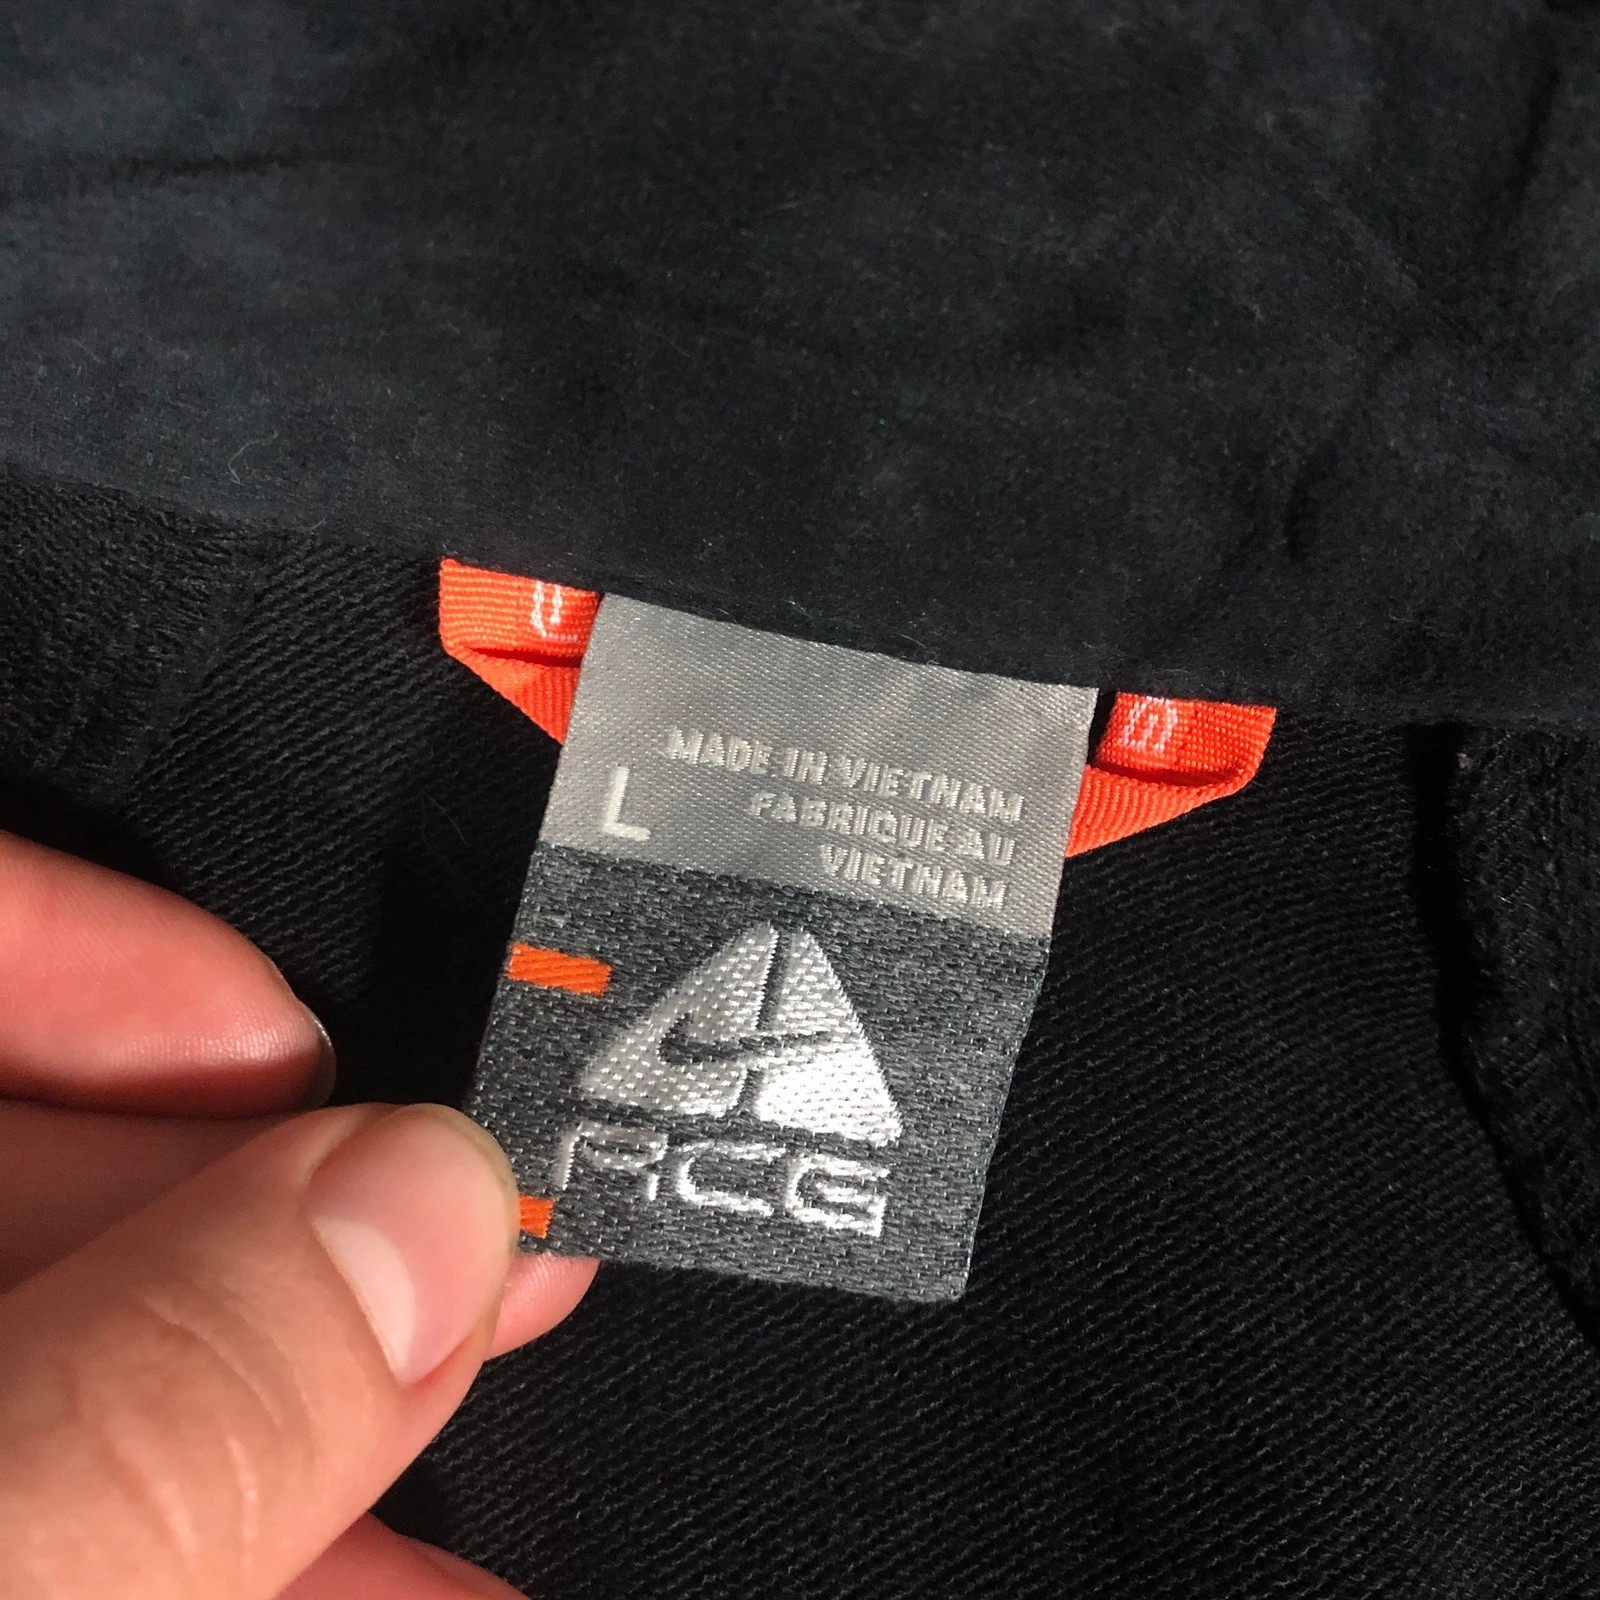 L
MADE IN VIETNAM
FABRIQUE AU
VIETNAM
ACG